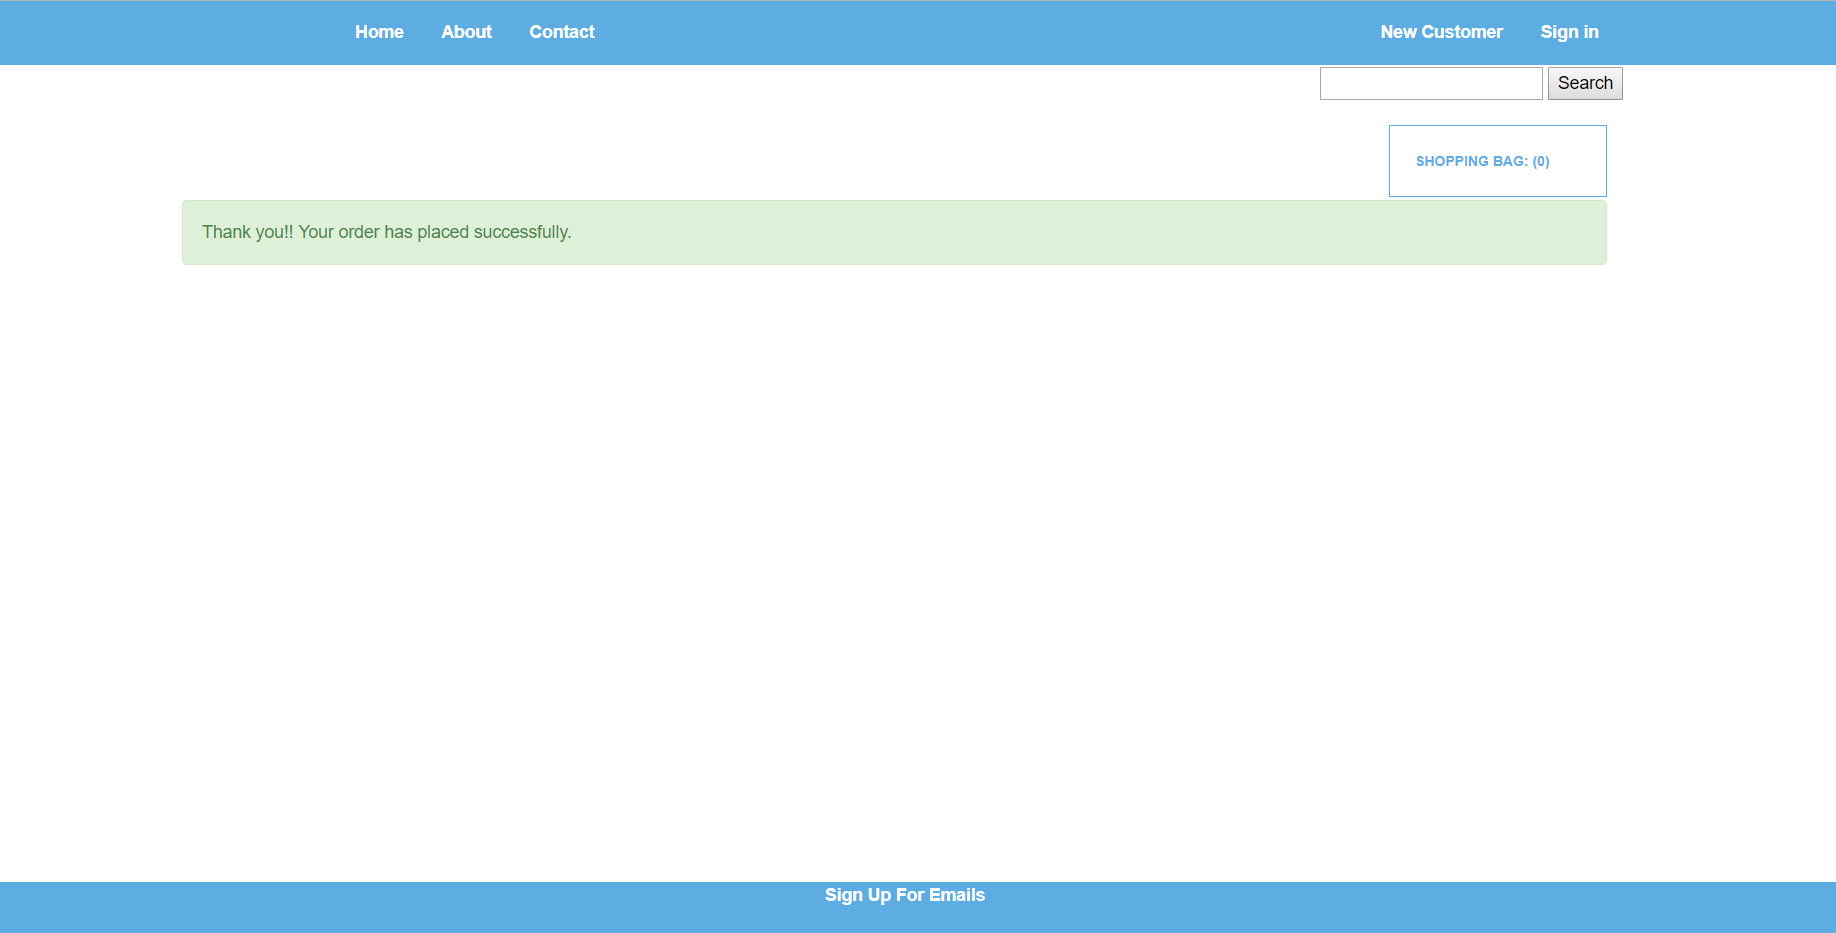 Home About Contact New Customer Sign in
Search
SHOPPING BAG: (0)
Thank you!! Your order has placed successfully.
Sign Up For Emails